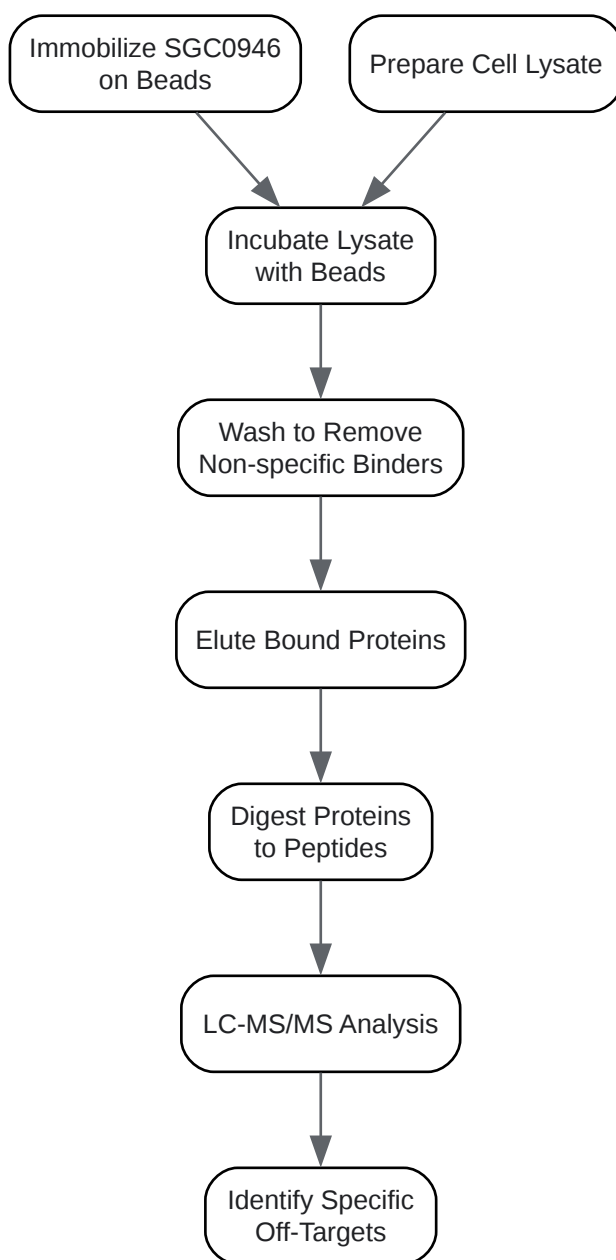 Immobilize SGC0946
on Beads
Prepare Cell Lysate
Incubate Lysate
with Beads
Wash to Remove
Non-specific Binders
Elute Bound Proteins
Digest Proteins
to Peptides
LC-MS/MS Analysis
Identify Specific
Off-Targets